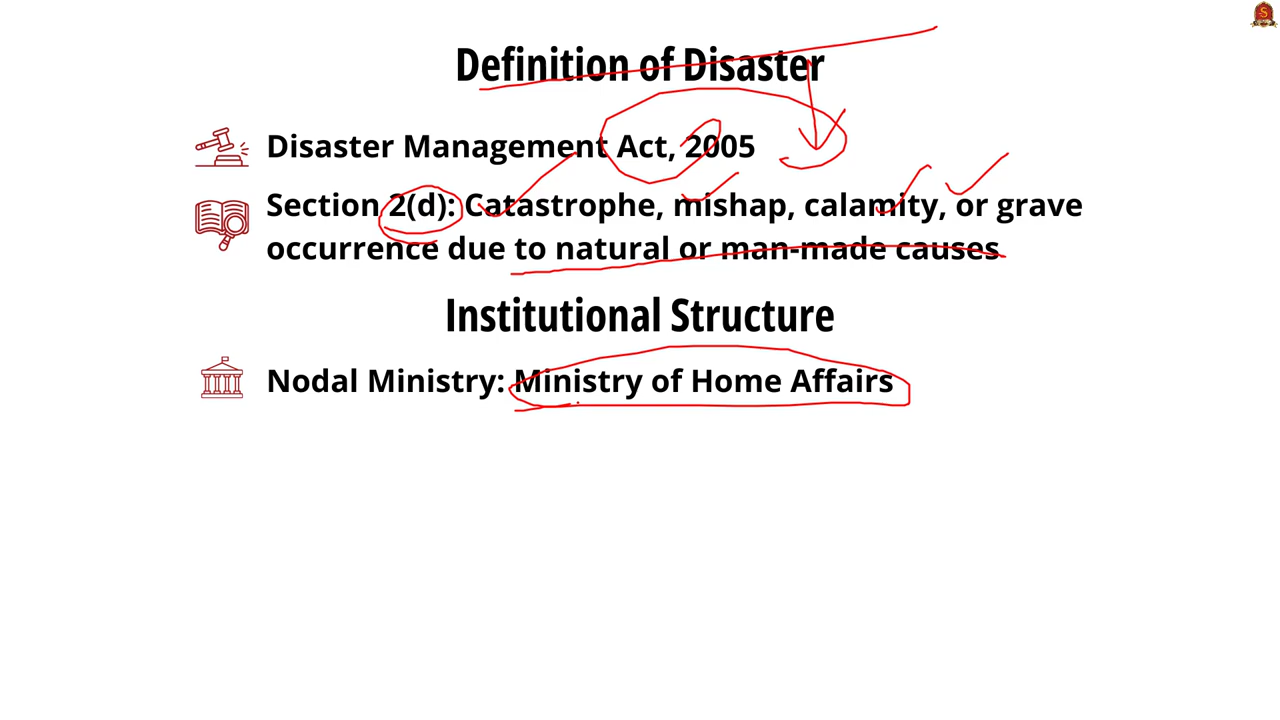 Definition of Disaster
Disaster Management Act, 2005
Section 2(d): Catastrophe, mishap, calamity, or grave
occurrence due to natural or man-made causes
Institutional Structure
Nodal Ministry: Ministry of Home Affairs